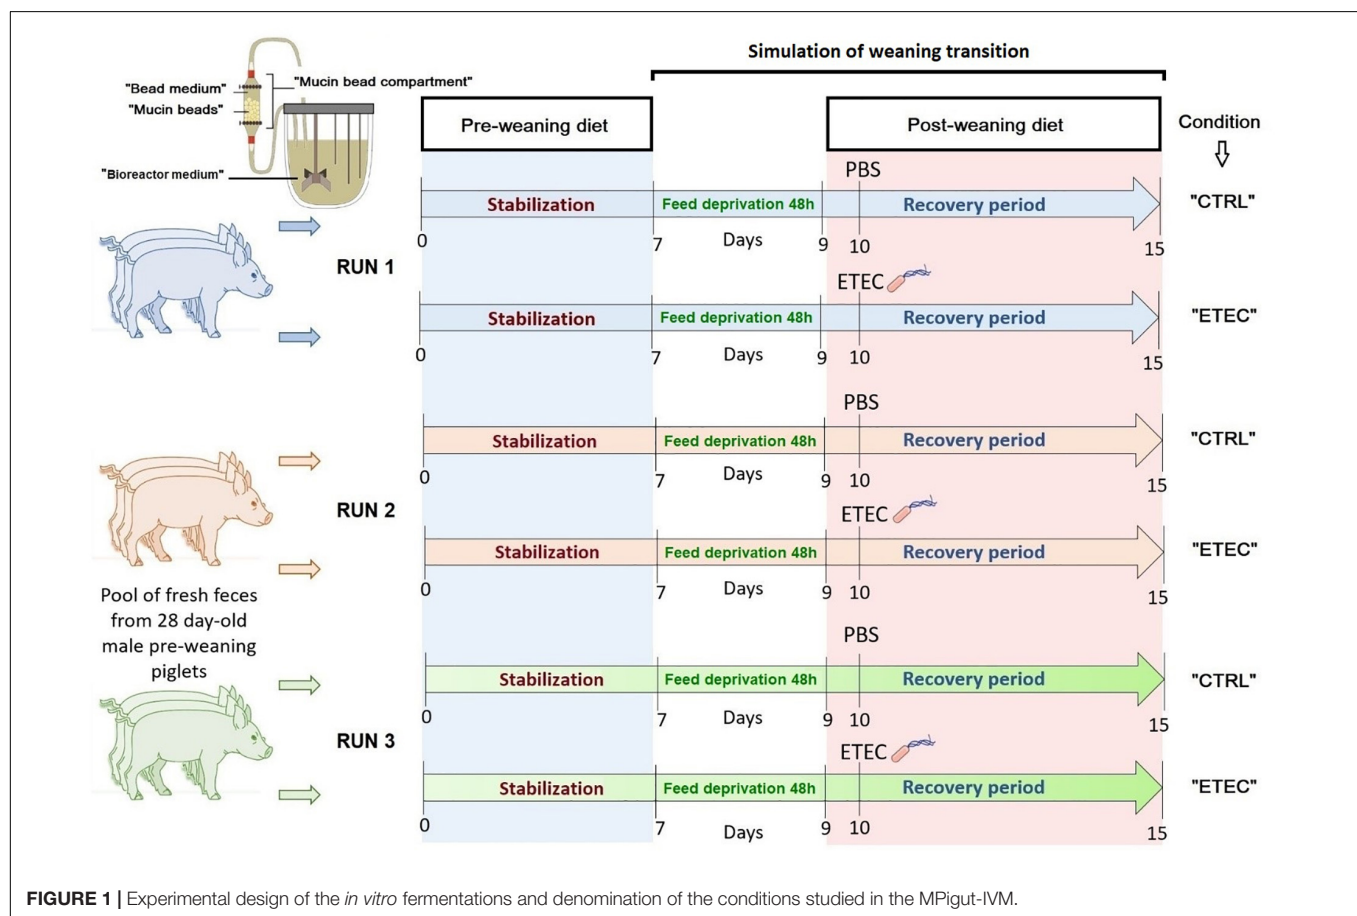 Simulation of weaning transition
"Bead medium"
"Mucin bead compartment"
"Mucin beads"
"Bioreactor medium"
Pre-weaning diet
Post-weaning diet
Condition
PBS
Stabilization
Feed deprivation 48h
Recovery period
"CTRL"
0
7
Days
9
10
15
RUN 1
ETEC
Stabilization
Feed deprivation 48h
Recovery period
"ETEC"
0
7
Days
9
10
15
PBS
Stabilization
Feed deprivation 48h
Recovery period
"CTRL"
0
7
Days
9
10
15
RUN 2
ETEC
Stabilization
Feed deprivation 48h
Recovery period
"ETEC"
0
7
Days
9
10
15
Pool of fresh feces
from 28 day-old
male pre-weaning
piglets
PBS
Stabilization
Feed deprivation 48h
Recovery period
"CTRL"
0
7
Days
9
10
15
RUN 3
ETEC
Stabilization
Feed deprivation 48h
Recovery period
"ETEC"
0
7
Days
9
10
15
FIGURE 1 | Experimental design of the in vitro fermentations and denomination of the conditions studied in the MPigut-IVM.